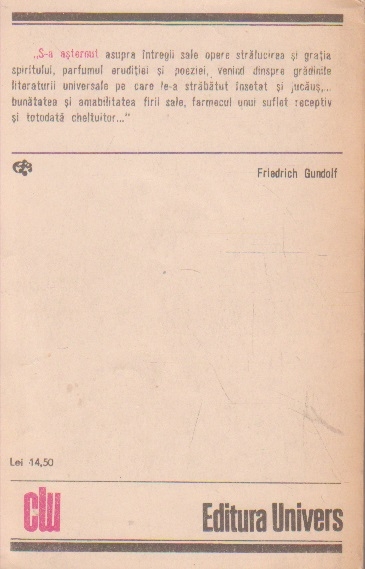 „S-a așternut asupra întregii sale opere strălucirea și grația
spiritului, parfumul erudiției și poeziei, venind dinspre grădinile
literaturii universale pe care le-a străbătut însetat și jucăuș,...
bunătatea și amabilitatea firii sale, farmecul unui suflet receptiv
și totodată cheltuitor..."
Friedrich Gundolf
Lei 14,50
clu
Editura Univers